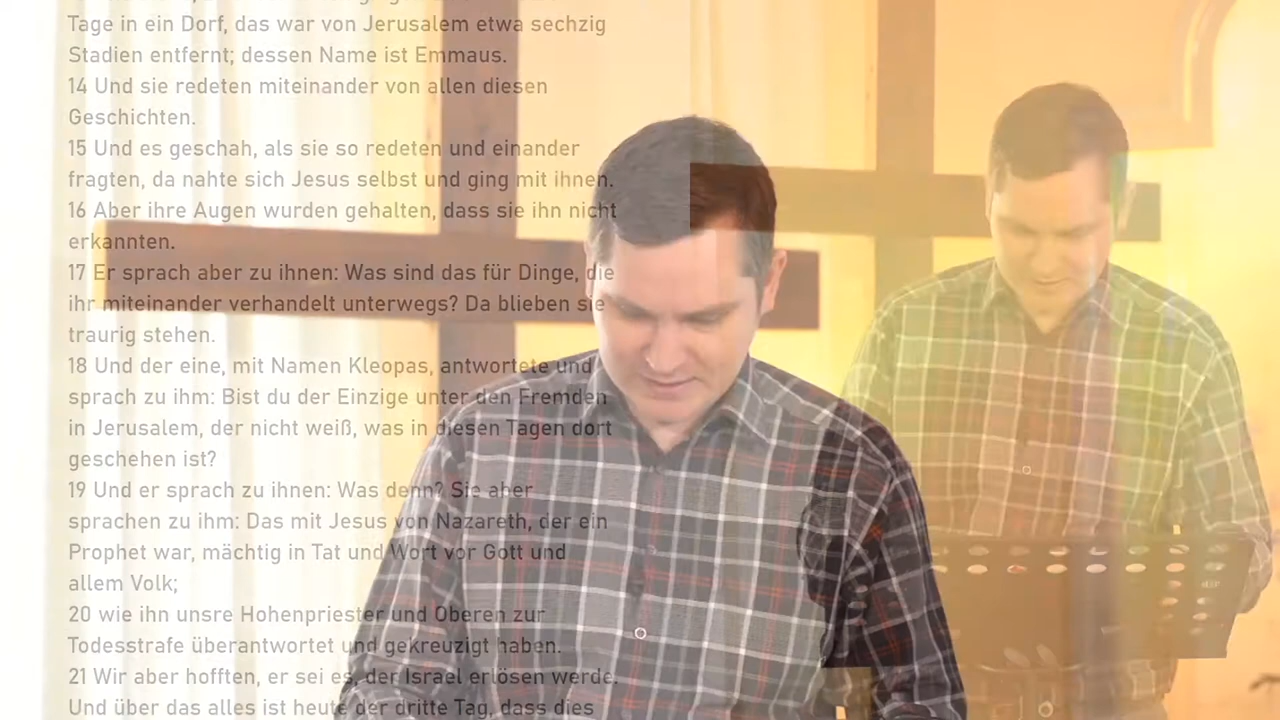 Tage in ein Dorf, das war von Jerusalem etwa sechzig
Stadien entfernt; dessen Name ist Emmaus.
14 Und sie redeten miteinander von allen diesen
Geschichten.
15 Und es geschah, als sie so redeten und einander
fragten, da nahte sich Jesus selbst und ging mit ihnen.
16 Aber ihre Augen wurden gehalten, dass sie ihn nicht
erkannten.
17 Er sprach aber zu ihnen: Was sind das für Dinge, die
ihr miteinander verhandelt unterwegs? Da blieben sie
traurig stehen.
18 Und der eine, mit Namen Kleopas, antwortete und
sprach zu ihm: Bist du der Einzige unter den Fremden
in Jerusalem, der nicht weiß, was in diesen Tagen dort
geschehen ist?
19 Und er sprach zu ihnen: Was denn? Sie aber
sprachen zu ihm: Das mit Jesus von Nazareth, der ein
Prophet war, mächtig in Tat und Wort vor Gott und
allem Volk;
20 wie ihn unsre Hohenpriester und Oberen zur
Todesstrafe überantwortet und gekreuzigt haben.
21 Wir aber hofften, er sei es, der Israel erlösen werde.
Und über das alles ist heute der dritte Tag, dass dies